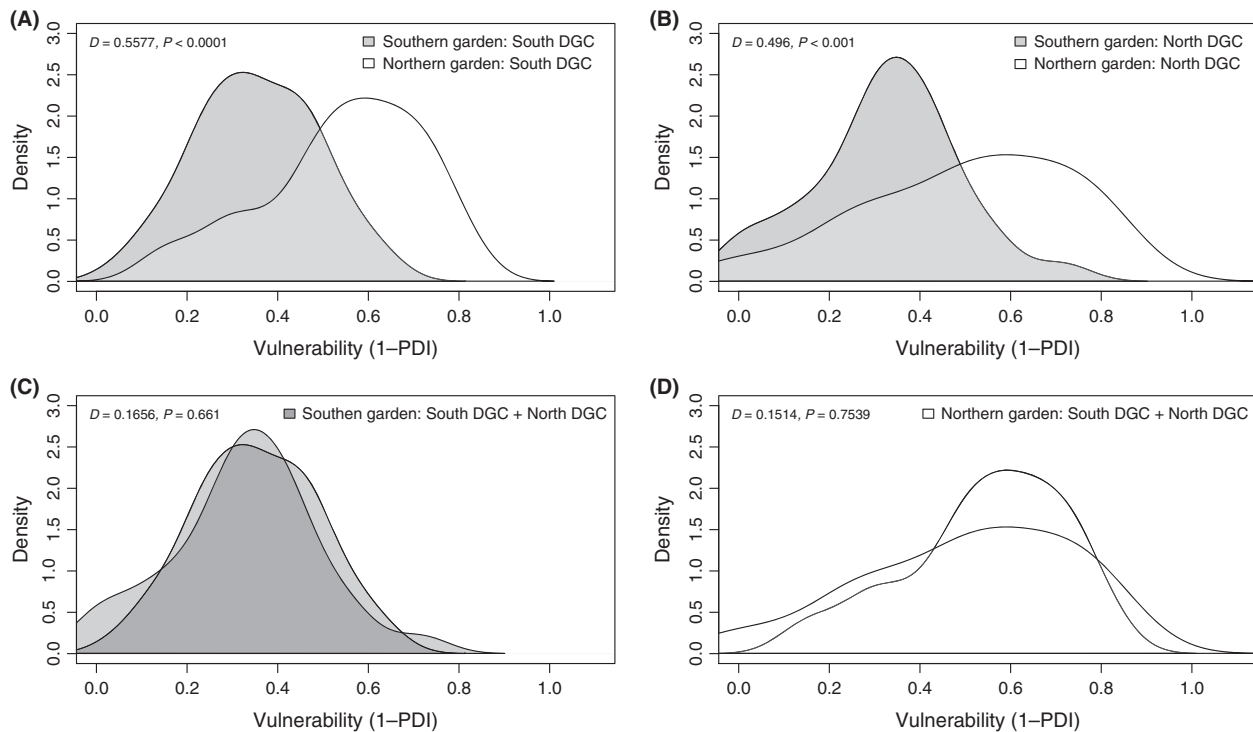 (A)
D = 0.5577, P < 0.0001
Southern garden: South DGC
Northern garden: South DGC
Density
0.0 0.5 1.0 1.5 2.0 2.5 3.0
0.0 0.2 0.4 0.6 0.8 1.0
Vulnerability (1–PDI)
(B)
D = 0.496, P < 0.001
Southern garden: North DGC
Northern garden: North DGC
Density
0.0 0.5 1.0 1.5 2.0 2.5 3.0
0.0 0.2 0.4 0.6 0.8 1.0
Vulnerability (1–PDI)
(C)
D = 0.1656, P = 0.661
Southen garden: South DGC + North DGC
Density
0.0 0.5 1.0 1.5 2.0 2.5 3.0
0.0 0.2 0.4 0.6 0.8 1.0
Vulnerability (1–PDI)
(D)
D = 0.1514, P = 0.7539
Northern garden: South DGC + North DGC
Density
0.0 0.5 1.0 1.5 2.0 2.5 3.0
0.0 0.2 0.4 0.6 0.8 1.0
Vulnerability (1–PDI)